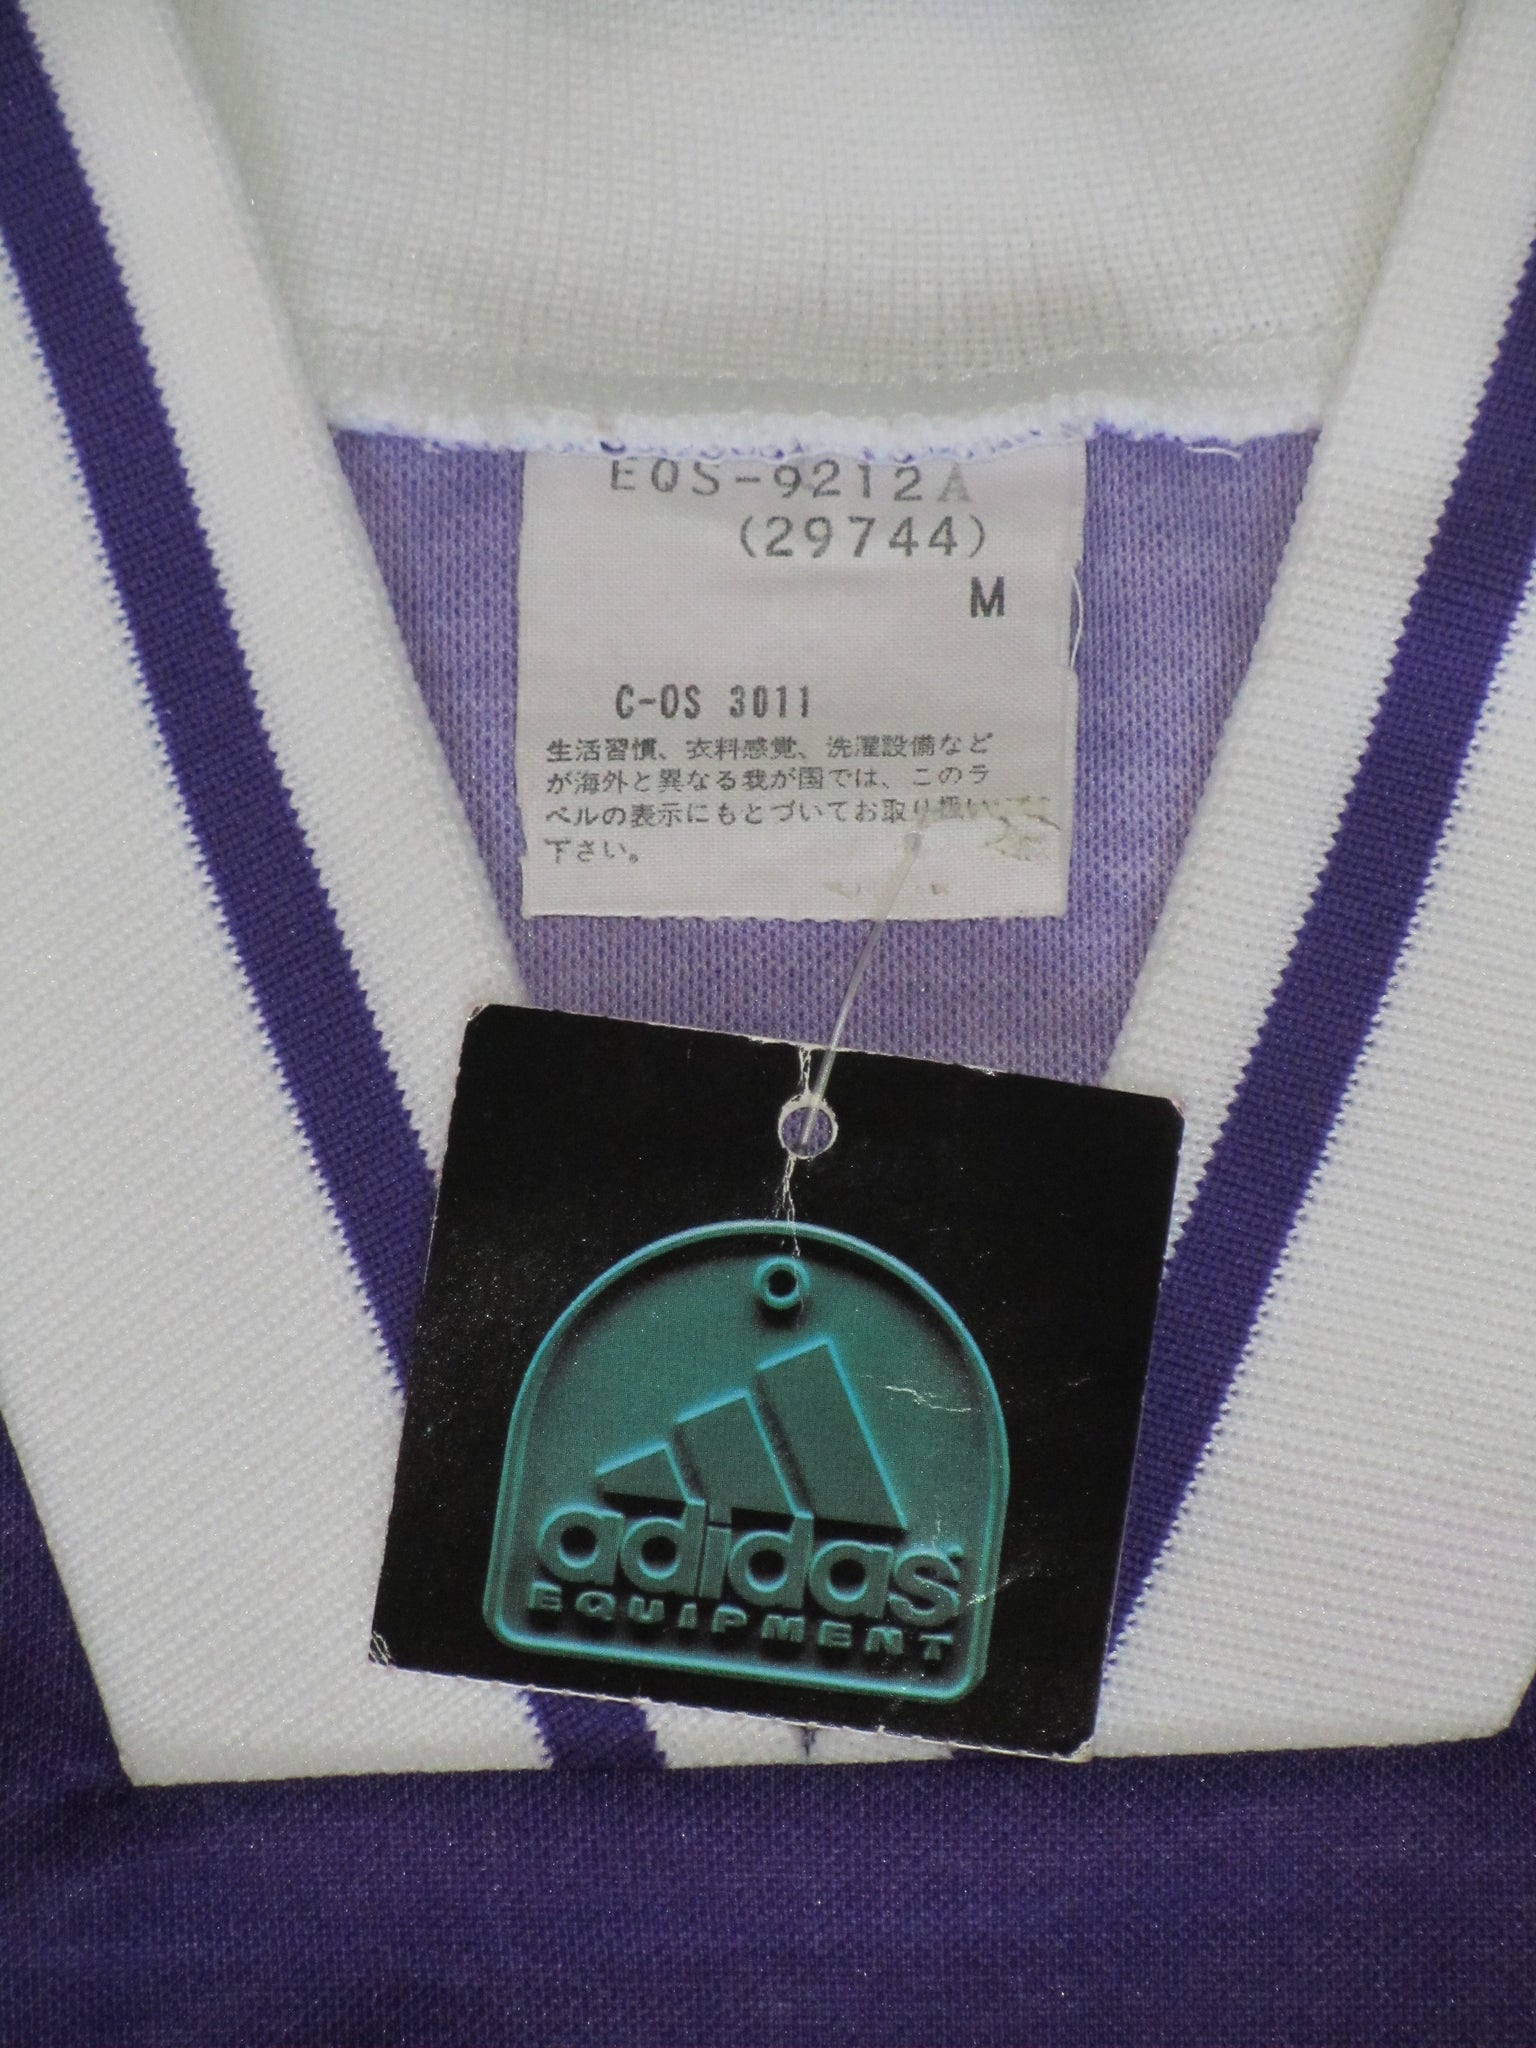 EQS-9212A
(29744)
M
C-OS 3011
生活習慣、衣料感覚、洗濯設備など
が海外と異なる我が国では、このラ
ベルの表示にもとづいてお取り扱い
下さい。
adidas
EQUIPMENT